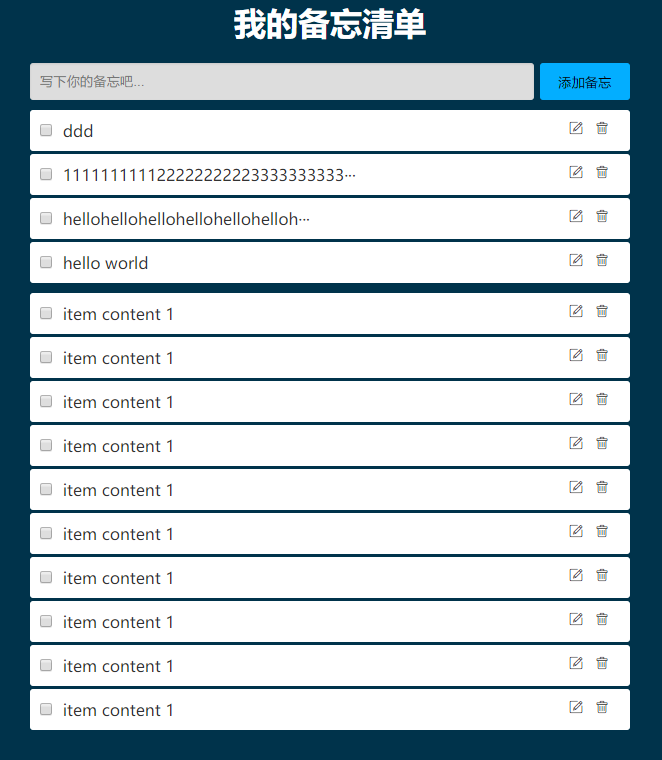 我的备忘清单
写下你的备忘吧...
添加备忘
ddd
1111111111222222222233333333333···
hellohellohellohellohellohelloh···
hello world
item content 1
item content 1
item content 1
item content 1
item content 1
item content 1
item content 1
item content 1
item content 1
item content 1